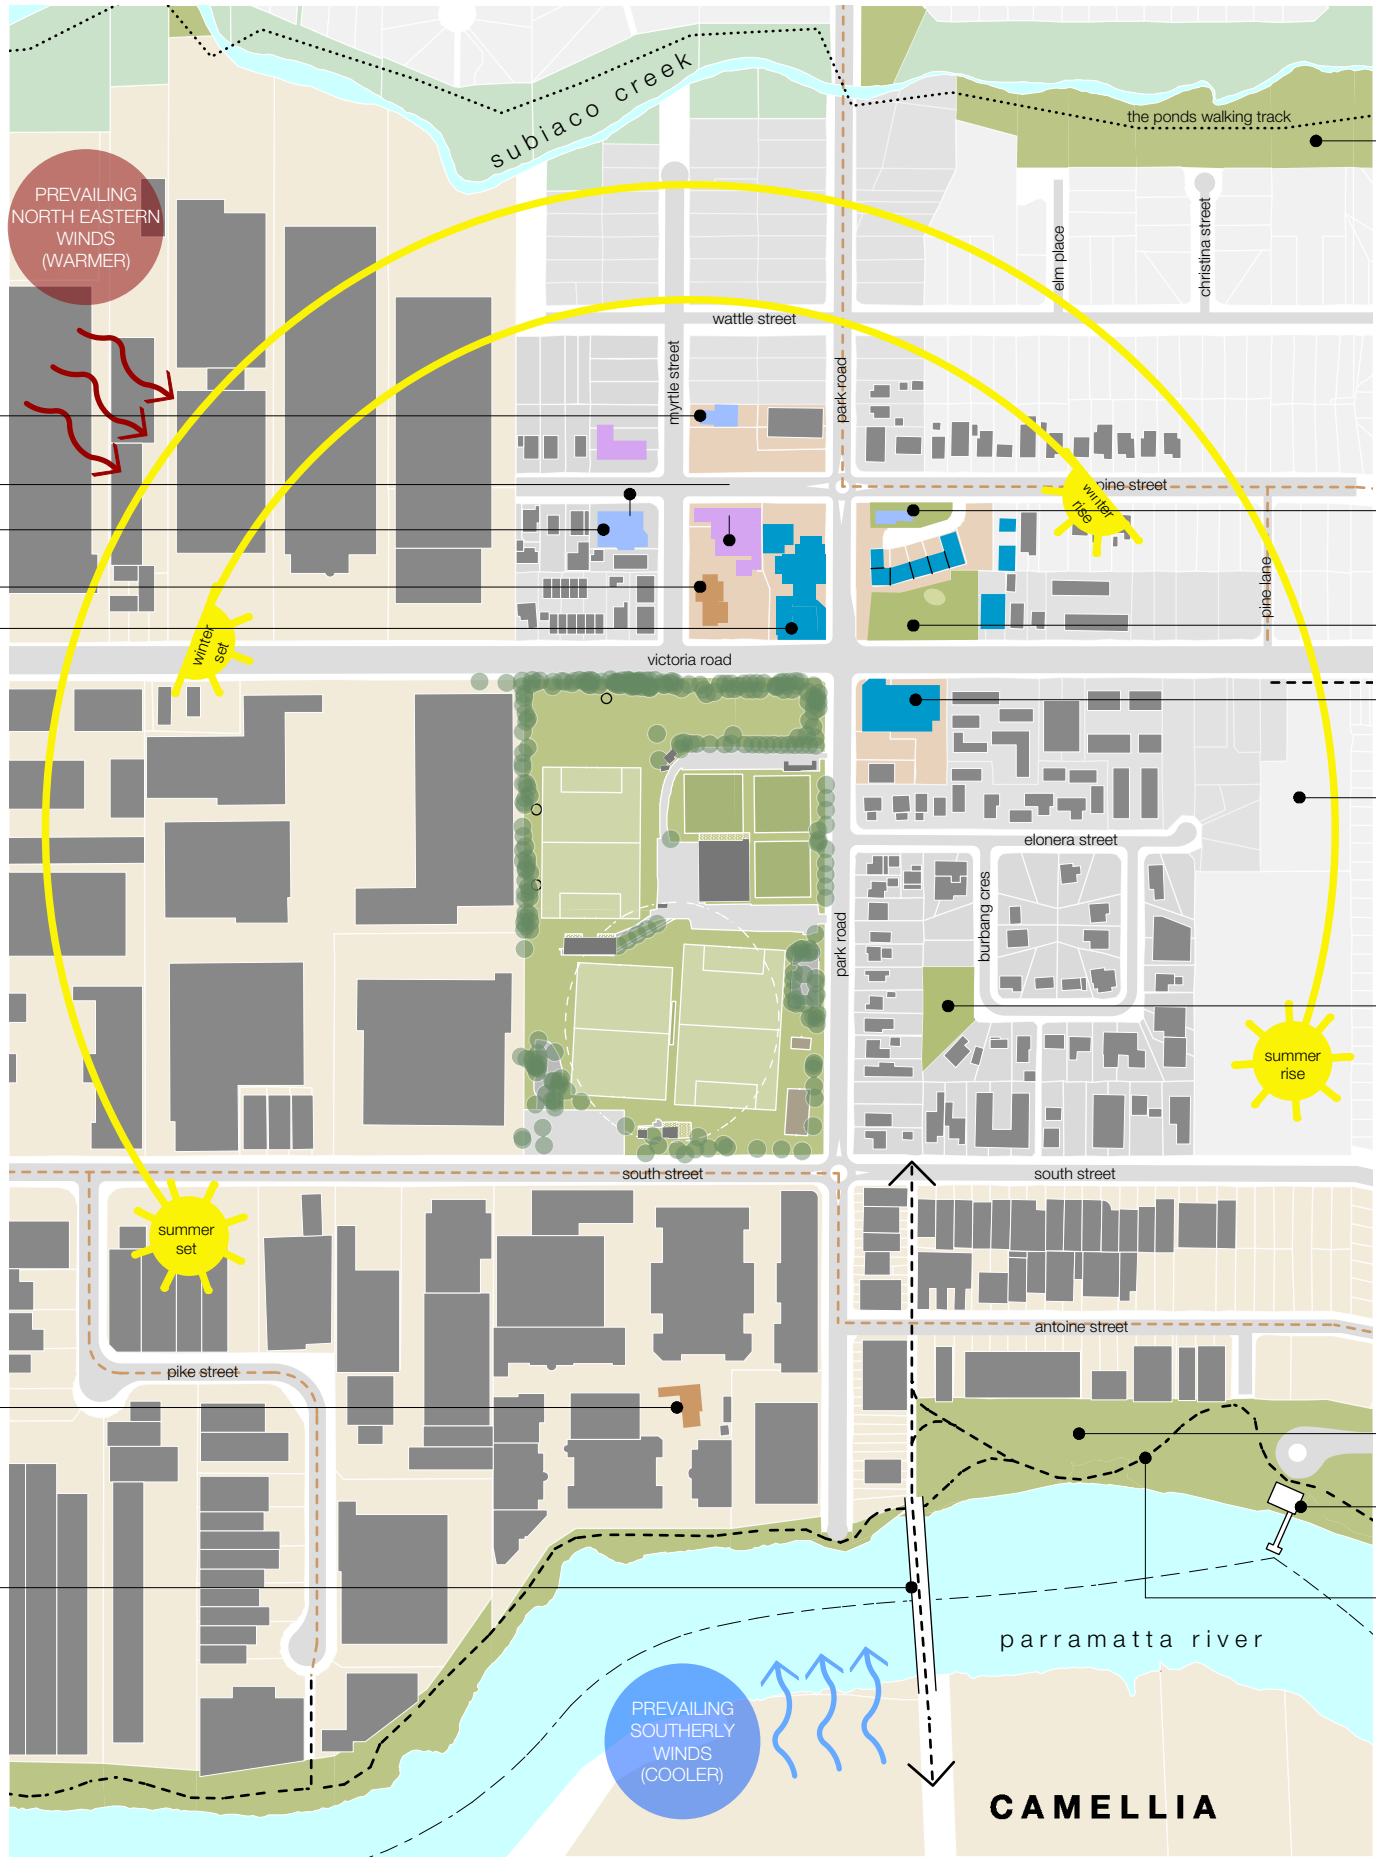 subiaco creek
the ponds walking track
PREVAILING
NORTH EASTERN
WINDS
(WARMER)
elm place
christina street
wattle street
myrtle street
park road
pine street
winter
rise
pine lane
winter
set
victoria road
elonera street
burbang cres
park road
summer
rise
south street
south street
summer
set
antoine street
pike street
parramatta river
PREVAILING
SOUTHERLY
WINDS
(COOLER)
CAMELLIA